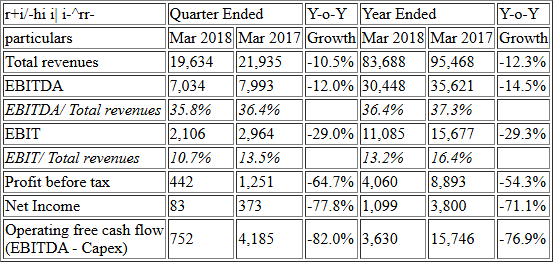 r+i/-hi i| i-^rr- Quarter Ended Y-o-Y Year Ended Y-o-Y
particulars Mar 2018 Mar 2017 Growth Mar 2018 Mar 2017 Growth
Total revenues 19,634 21,935 -10.5% 83,688 95,468 -12.3%
EBITDA 7,034 7,993 -12.0% 30,448 35,621 -14.5%
EBITDA/ Total revenues 35.8% 36.4% 36.4% 37.3%
EBIT 2,106 2,964 -29.0% 11,085 15,677 -29.3%
EBIT/ Total revenues 10.7% 13.5% 13.2% 16.4%
Profit before tax 442 1,251 -64.7% 4,060 8,893 -54.3%
Net Income 83 373 -77.8% 1,099 3,800 -71.1%
Operating free cash flow
(EBITDA - Capex) 752 4,185 -82.0% 3,630 15,746 -76.9%